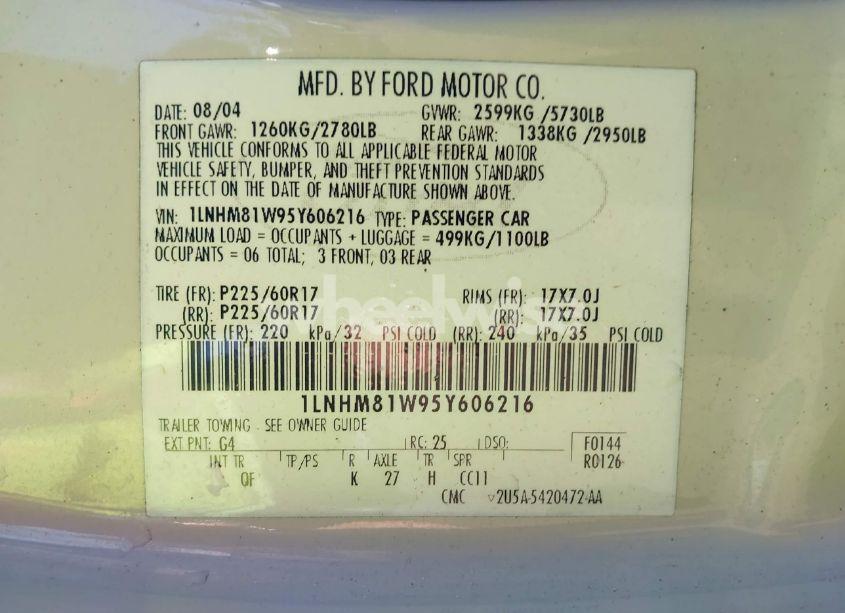 MFD. BY FORD MOTOR CO.
DATE: 08/04 GVWR: 2599KG /5730LB
FRONT GAWR: 1260KG/2780LB REAR GAWR: 1338KG /2950LB
THIS VEHICLE CONFORMS TO ALL APPLICABLE FEDERAL MOTOR
VEHICLE SAFETY, BUMPER, AND THEFT PREVENTION STANDARDS
IN EFFECT ON THE DATE OF MANUFACTURE SHOWN ABOVE.
VIN: 1LNHM81W95Y606216 TYPE: PASSENGER CAR
MAXIMUM LOAD = OCCUPANTS + LUGGAGE = 499KG/1100LB
OCCUPANTS = 06 TOTAL; 3 FRONT, 03 REAR
TIRE (FR): P225/60R17 RIMS (FR): 17X7.0J
(RR): P225/60R17 (RR): 17X7.0J
PRESSURE (FR): 220 kPa/32 PSI COLD (RR): 240 kPa/35 PSI COLD
1LNHM81W95Y606216
TRAILER TOWING - SEE OWNER GUIDE
EXT PNT: G4 RC: 25 DSO: F0144
INT TR TP/PS R AXLE TR SPR R0126
QF K 27 H CC11
CMC 2U5A-5420472-AA